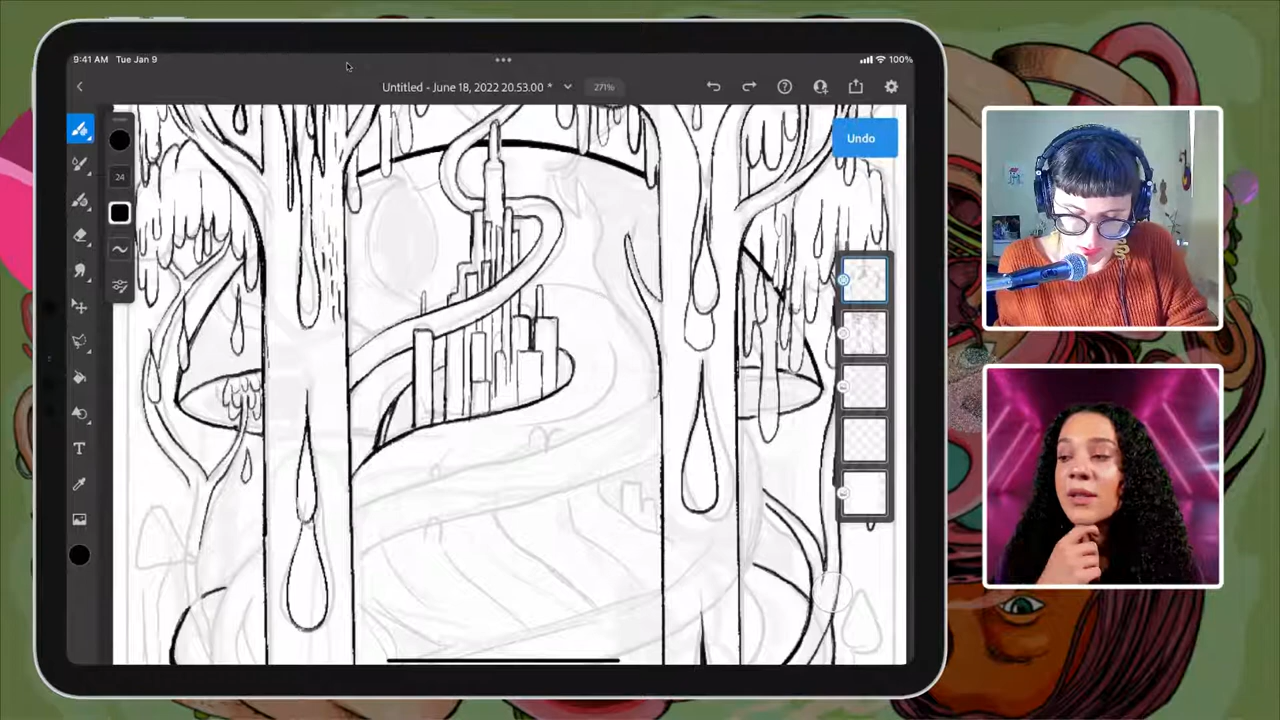 9:41 AM Tue Jan 9
100%
Untitled - June 18, 2022 20.53.00 *
271%
Undo
24
T